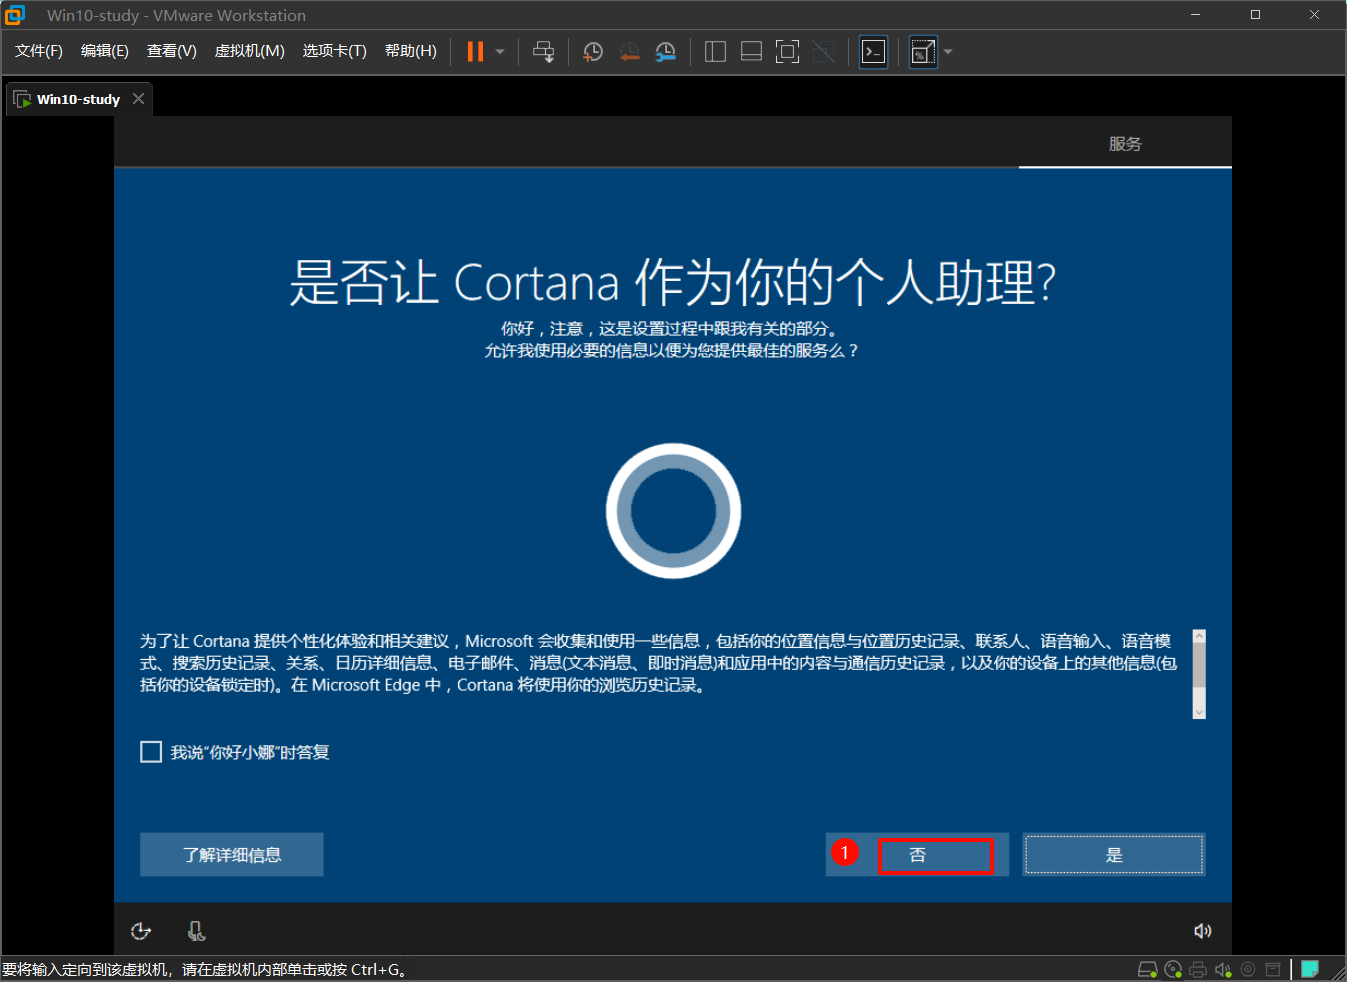 Win10-study - VMware Workstation
文件(F) 编辑(E) 查看(V) 虚拟机(M) 选项卡(T) 帮助(H)
Win10-study
服务
是否让 Cortana 作为你的个人助理?
你好，注意，这是设置过程中跟我有关的部分。
允许我使用必要的信息以便为您提供最佳的服务么？
为了让 Cortana 提供个性化体验和相关建议，Microsoft 会收集和使用一些信息，包括你的位置信息与位置历史记录、联系人、语音输入、语音模
式、搜索历史记录、关系、日历详细信息、电子邮件、消息(文本消息、即时消息)和应用中的内容与通信历史记录，以及你的设备上的其他信息(包
括你的设备锁定时)。在 Microsoft Edge 中，Cortana 将使用你的浏览历史记录。
我说“你好小娜”时答复
了解详细信息 1 否 是
要将输入定向到该虚拟机，请在虚拟机内部单击或按 Ctrl+G。